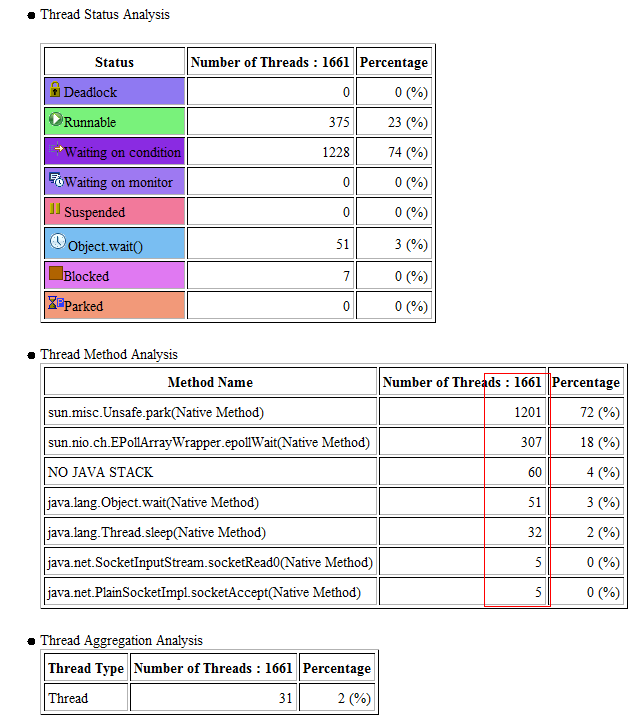 Thread Status Analysis
Status Number of Threads : 1661 Percentage
Deadlock 0 0 (%)
Runnable 375 23 (%)
Waiting on condition 1228 74 (%)
Waiting on monitor 0 0 (%)
Suspended 0 0 (%)
Object.wait() 51 3 (%)
Blocked 7 0 (%)
Parked 0 0 (%)
Thread Method Analysis
Method Name Number of Threads : 1661 Percentage
sun.misc.Unsafe.park(Native Method) 1201 72 (%)
sun.nio.ch.EPollArrayWrapper.epollWait(Native Method) 307 18 (%)
NO JAVA STACK 60 4 (%)
java.lang.Object.wait(Native Method) 51 3 (%)
java.lang.Thread.sleep(Native Method) 32 2 (%)
java.net.SocketInputStream.socketRead0(Native Method) 5 0 (%)
java.net.PlainSocketImpl.socketAccept(Native Method) 5 0 (%)
Thread Aggregation Analysis
Thread Type Number of Threads : 1661 Percentage
Thread 31 2 (%)